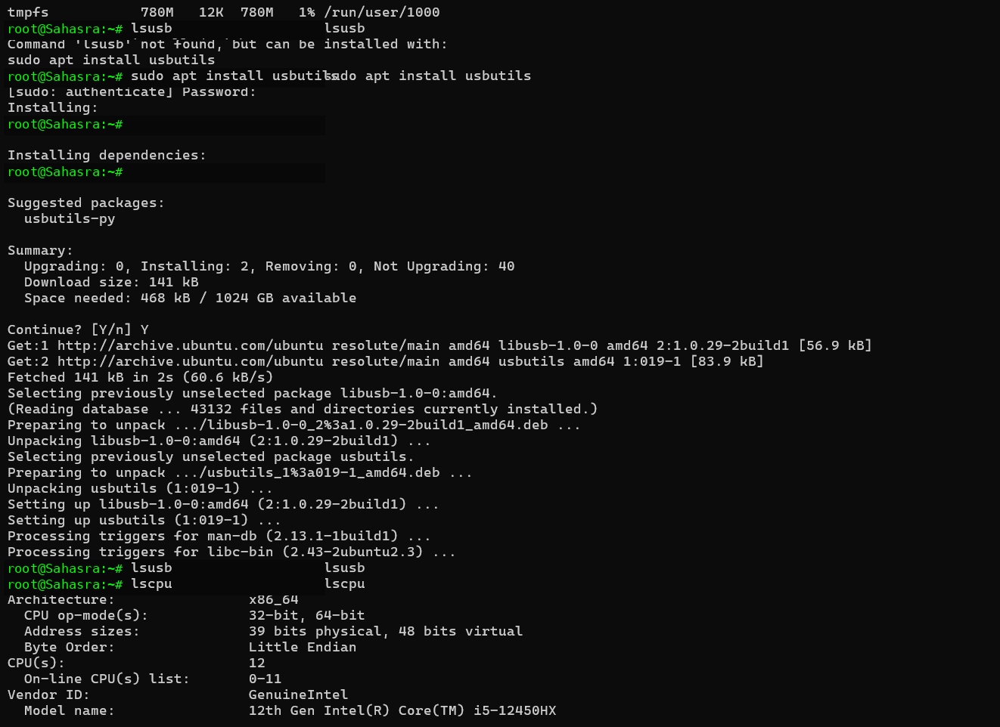 tmpfs 780M 12K 780M 1% /run/user/1000
root@Sahasra:~# lsusb lsusb
Command 'lsusb' not found, but can be installed with:
sudo apt install usbutils
root@Sahasra:~# sudo apt install usbutils sudo apt install usbutils
[sudo: authenticate] Password:
Installing:
root@Sahasra:~#
Installing dependencies:
root@Sahasra:~#
Suggested packages:
usbutils-py
Summary:
Upgrading: 0, Installing: 2, Removing: 0, Not Upgrading: 40
Download size: 141 kB
Space needed: 468 kB / 1024 GB available
Continue? [Y/n] Y
Get:1 http://archive.ubuntu.com/ubuntu resolute/main amd64 libusb-1.0-0 amd64 2:1.0.29-2build1 [56.9 kB]
Get:2 http://archive.ubuntu.com/ubuntu resolute/main amd64 usbutils amd64 1:019-1 [83.9 kB]
Fetched 141 kB in 2s (60.6 kB/s)
Selecting previously unselected package libusb-1.0-0:amd64.
(Reading database ... 43132 files and directories currently installed.)
Preparing to unpack .../libusb-1.0-0_2%3a1.0.29-2build1_amd64.deb ...
Unpacking libusb-1.0-0:amd64 (2:1.0.29-2build1) ...
Selecting previously unselected package usbutils.
Preparing to unpack .../usbutils_1%3a019-1_amd64.deb ...
Unpacking usbutils (1:019-1) ...
Setting up libusb-1.0-0:amd64 (2:1.0.29-2build1) ...
Setting up usbutils (1:019-1) ...
Processing triggers for man-db (2.13.1-1build1) ...
Processing triggers for libc-bin (2.43-2ubuntu2.3) ...
root@Sahasra:~# lsusb lsusb
root@Sahasra:~# lscpu lscpu
Architecture: x86_64
CPU op-mode(s): 32-bit, 64-bit
Address sizes: 39 bits physical, 48 bits virtual
Byte Order: Little Endian
CPU(s): 12
On-line CPU(s) list: 0-11
Vendor ID: GenuineIntel
Model name: 12th Gen Intel(R) Core(TM) i5-12450HX